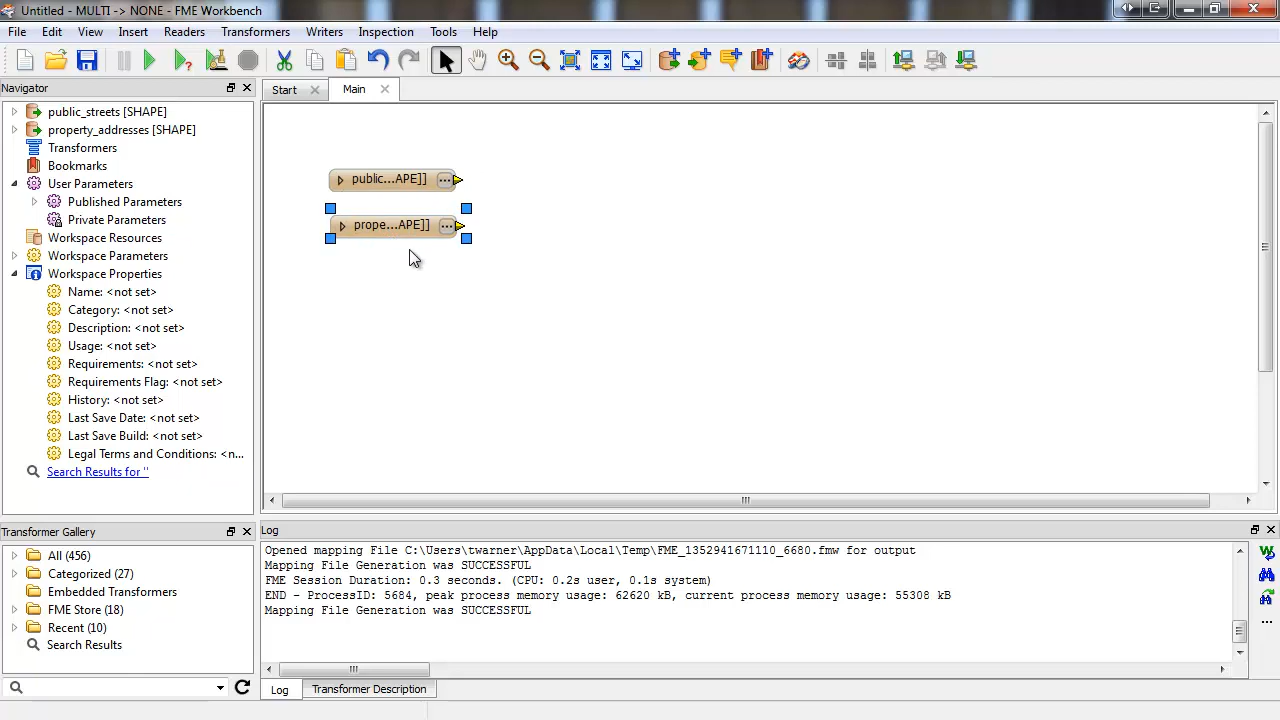 Untitled - MULTI -> NONE - FME Workbench
File Edit View Insert Readers Transformers Writers Inspection Tools Help
Navigator
public_streets [SHAPE]
property_addresses [SHAPE]
Transformers
Bookmarks
User Parameters
Published Parameters
Private Parameters
Workspace Resources
Workspace Parameters
Workspace Properties
Name: <not set>
Category: <not set>
Description: <not set>
Usage: <not set>
Requirements: <not set>
Requirements Flag: <not set>
History: <not set>
Last Save Date: <not set>
Last Save Build: <not set>
Legal Terms and Conditions: <n...
Search Results for ''
Start
Main
public...APE]]
prope...APE]]
Transformer Gallery
All (456)
Categorized (27)
Embedded Transformers
FME Store (18)
Recent (10)
Search Results
Log
Opened mapping File C:\Users\twarner\AppData\Local\Temp\FME_1352941671110_6680.fmw for output
Mapping File Generation was SUCCESSFUL
FME Session Duration: 0.3 seconds. (CPU: 0.2s user, 0.1s system)
END - ProcessID: 5684, peak process memory usage: 62620 kB, current process memory usage: 55308 kB
Mapping File Generation was SUCCESSFUL
Log
Transformer Description